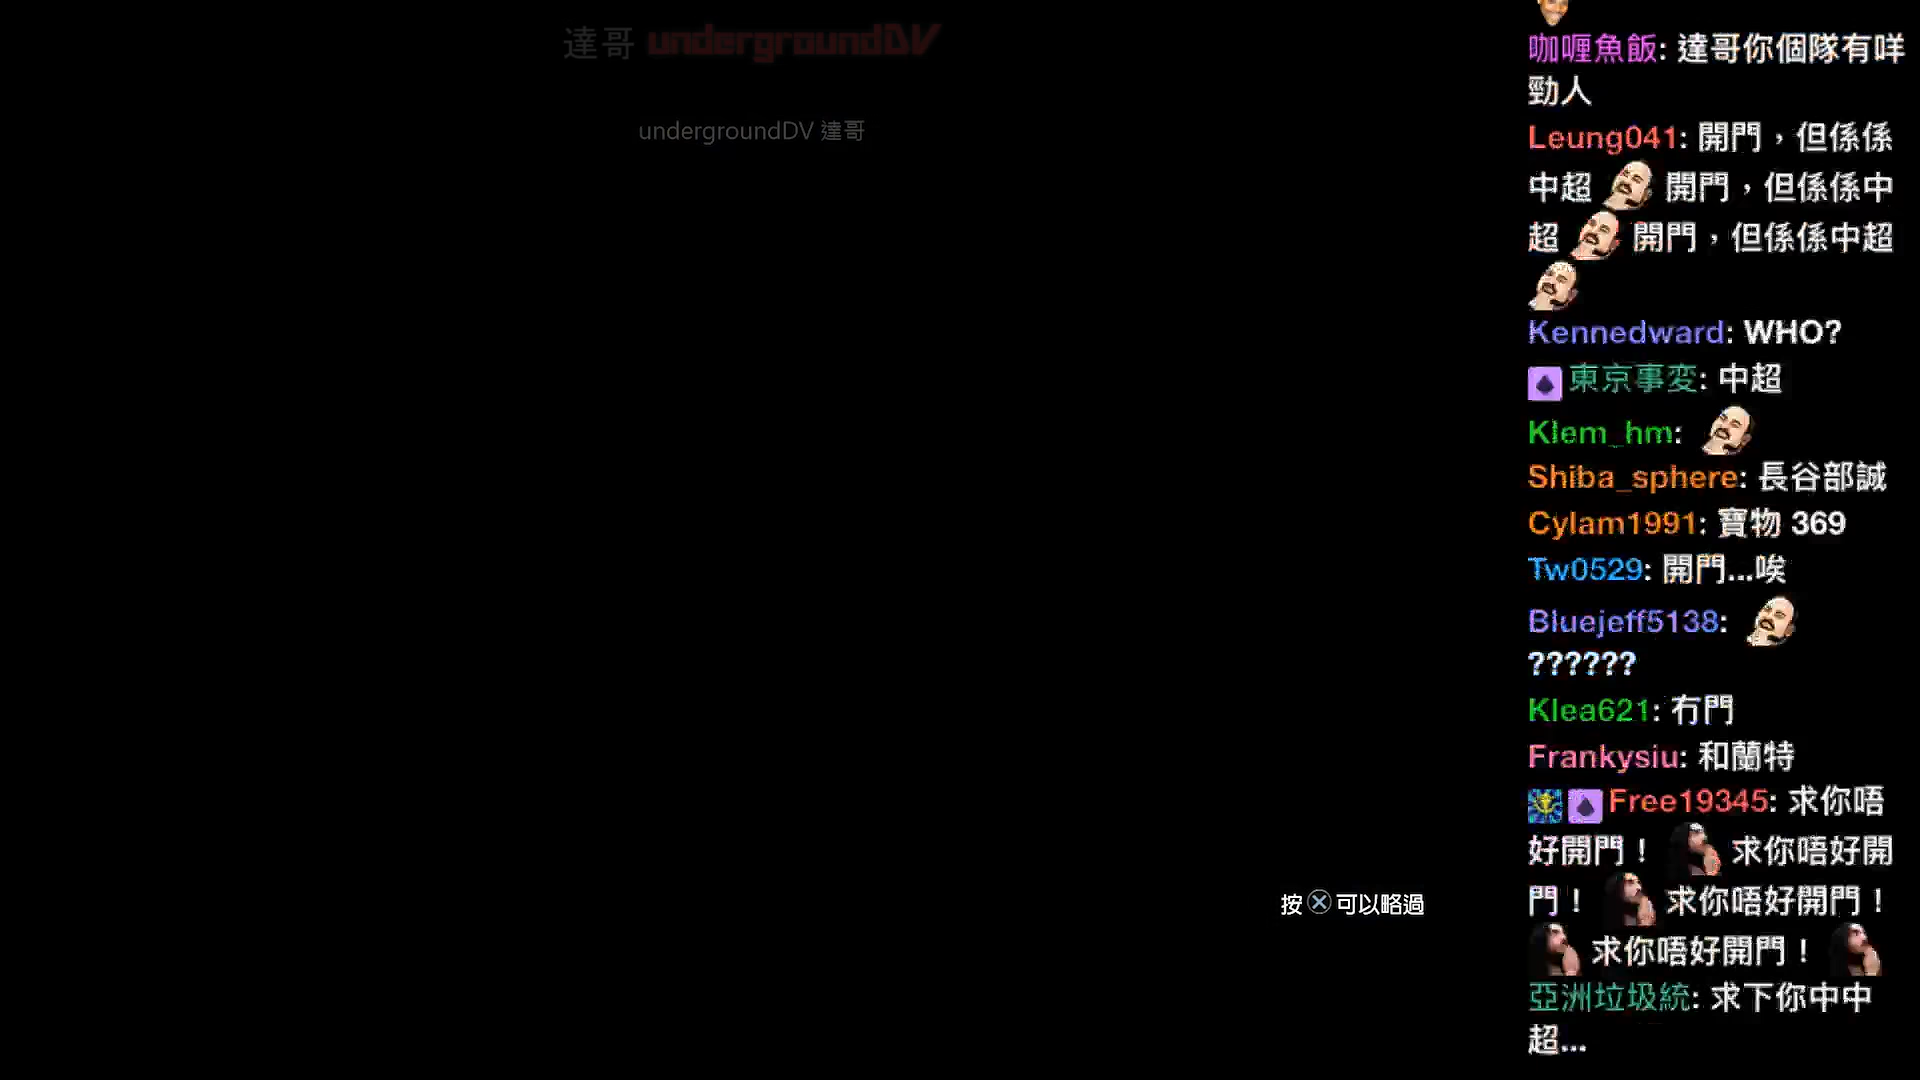 達哥 undergroundDV
undergroundDV 達哥
按 可以略過
咖喱魚飯: 達哥你個隊有咩
勁人
Leung041: 開門，但係係
中超 開門，但係係中
超 開門，但係係中超
Kennedward: WHO?
東京事変: 中超
Klem_hm:
Shiba_sphere: 長谷部誠
Cylam1991: 寶物 369
Tw0529: 開門...唉
Bluejeff5138:
??????
Klea621: 冇門
Frankysiu: 和蘭特
Free19345: 求你唔
好開門！ 求你唔好開
門！ 求你唔好開門！
求你唔好開門！
亞洲垃圾統: 求下你中中
超...